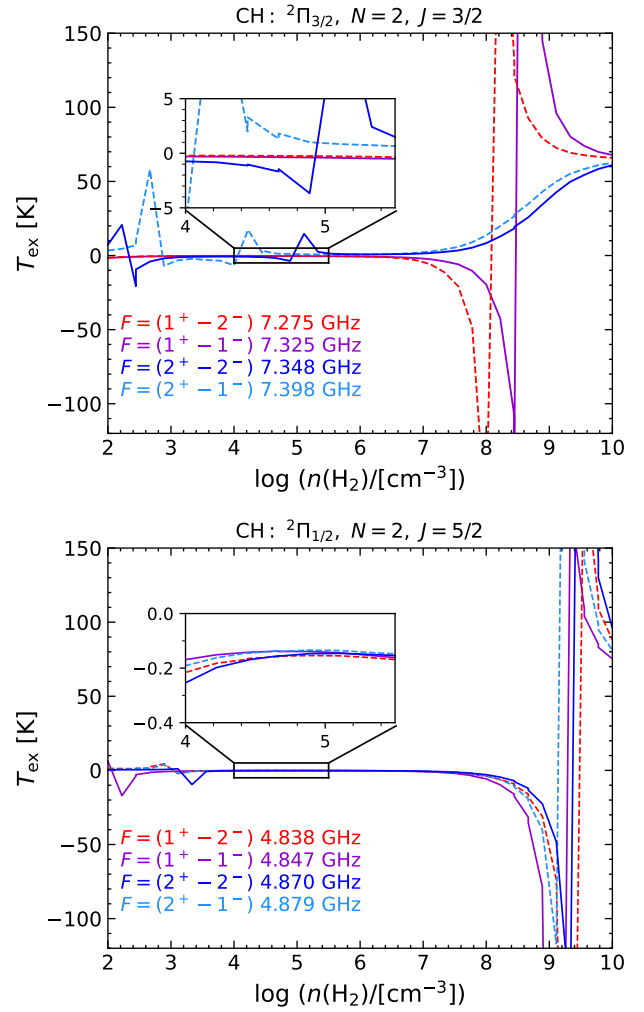 CH : ²Π₃/₂, N = 2, J = 3/2
150
100
50
0
−50
−100
T_ex [K]
5
0
−5
4 5
F = (1⁺ − 2⁻) 7.275 GHz
F = (1⁺ − 1⁻) 7.325 GHz
F = (2⁺ − 2⁻) 7.348 GHz
F = (2⁺ − 1⁻) 7.398 GHz
2 3 4 5 6 7 8 9 10
log (n(H₂)/[cm⁻³])
CH : ²Π₁/₂, N = 2, J = 5/2
150
100
50
0
−50
−100
T_ex [K]
0.0
−0.2
−0.4
4 5
F = (1⁺ − 2⁻) 4.838 GHz
F = (1⁺ − 1⁻) 4.847 GHz
F = (2⁺ − 2⁻) 4.870 GHz
F = (2⁺ − 1⁻) 4.879 GHz
2 3 4 5 6 7 8 9 10
log (n(H₂)/[cm⁻³])